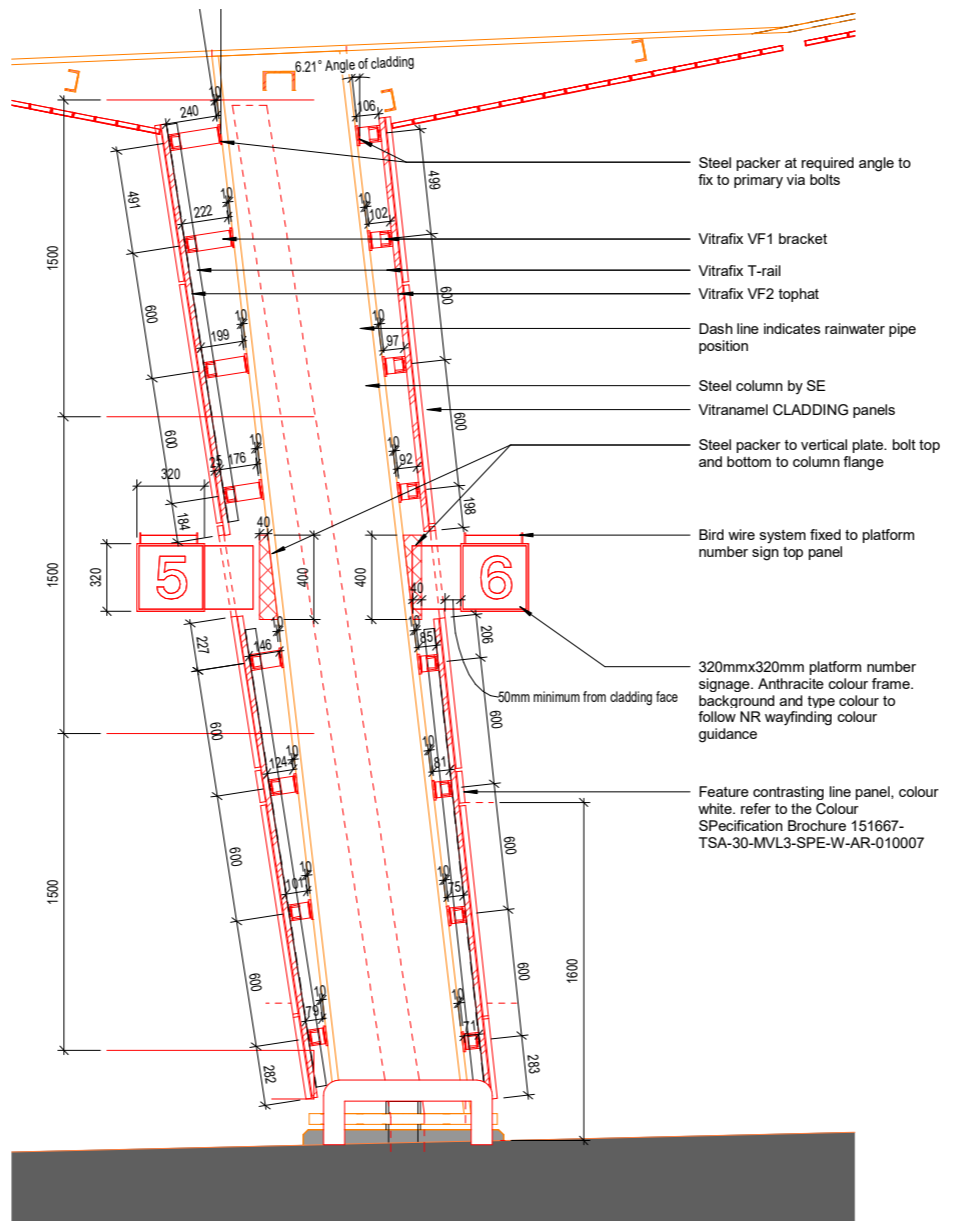 6.21° Angle of cladding
10
240
106
491
499
Steel packer at required angle to
fix to primary via bolts
10
222
10
102
1500
Vitrafix VF1 bracket
Vitrafix T-rail
Vitrafix VF2 tophat
600
600
10
199
10
97
Dash line indicates rainwater pipe
position
Steel column by SE
Vitranamel CLADDING panels
600
600
10
25
176
10
92
Steel packer to vertical plate. bolt top
and bottom to column flange
320
184
198
40
Bird wire system fixed to platform
number sign top panel
320
5
1500
400
400
6
40
227
10
146
10
85
206
50mm minimum from cladding face
320mmx320mm platform number
signage. Anthracite colour frame.
background and type colour to
follow NR wayfinding colour
guidance
600
600
10
124
10
81
Feature contrasting line panel, colour
white. refer to the Colour
SPecification Brochure 151667-
TSA-30-MVL3-SPE-W-AR-010007
600
600
1500
10
101
10
75
600
600
1600
10
79
10
71
282
283